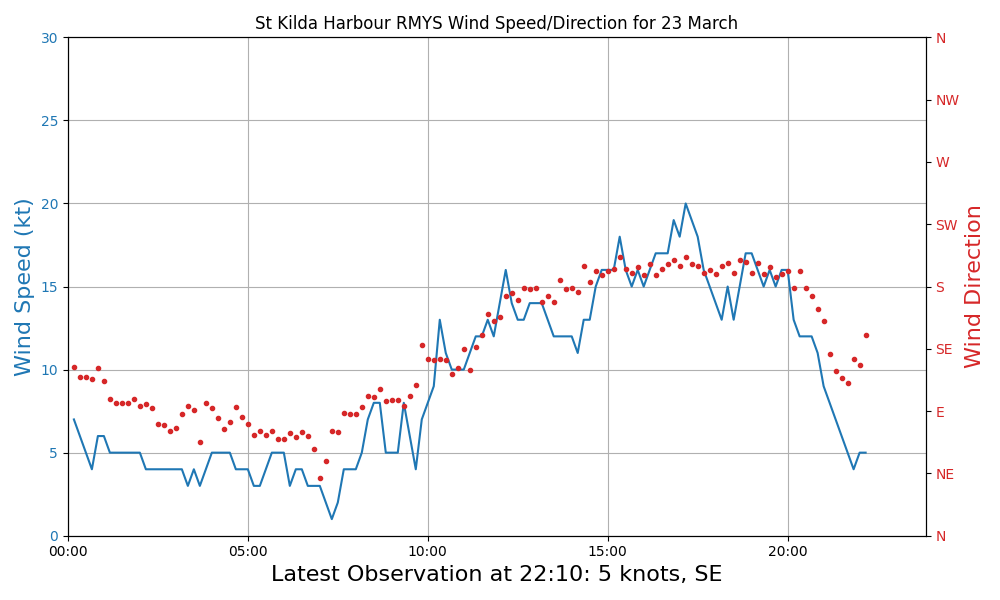 St Kilda Harbour RMYS Wind Speed/Direction for 23 March
30
25
20
15
10
5
0
Wind Speed (kt)
N
NW
W
SW
S
SE
E
NE
N
Wind Direction
00:00 05:00 10:00 15:00 20:00
Latest Observation at 22:10: 5 knots, SE